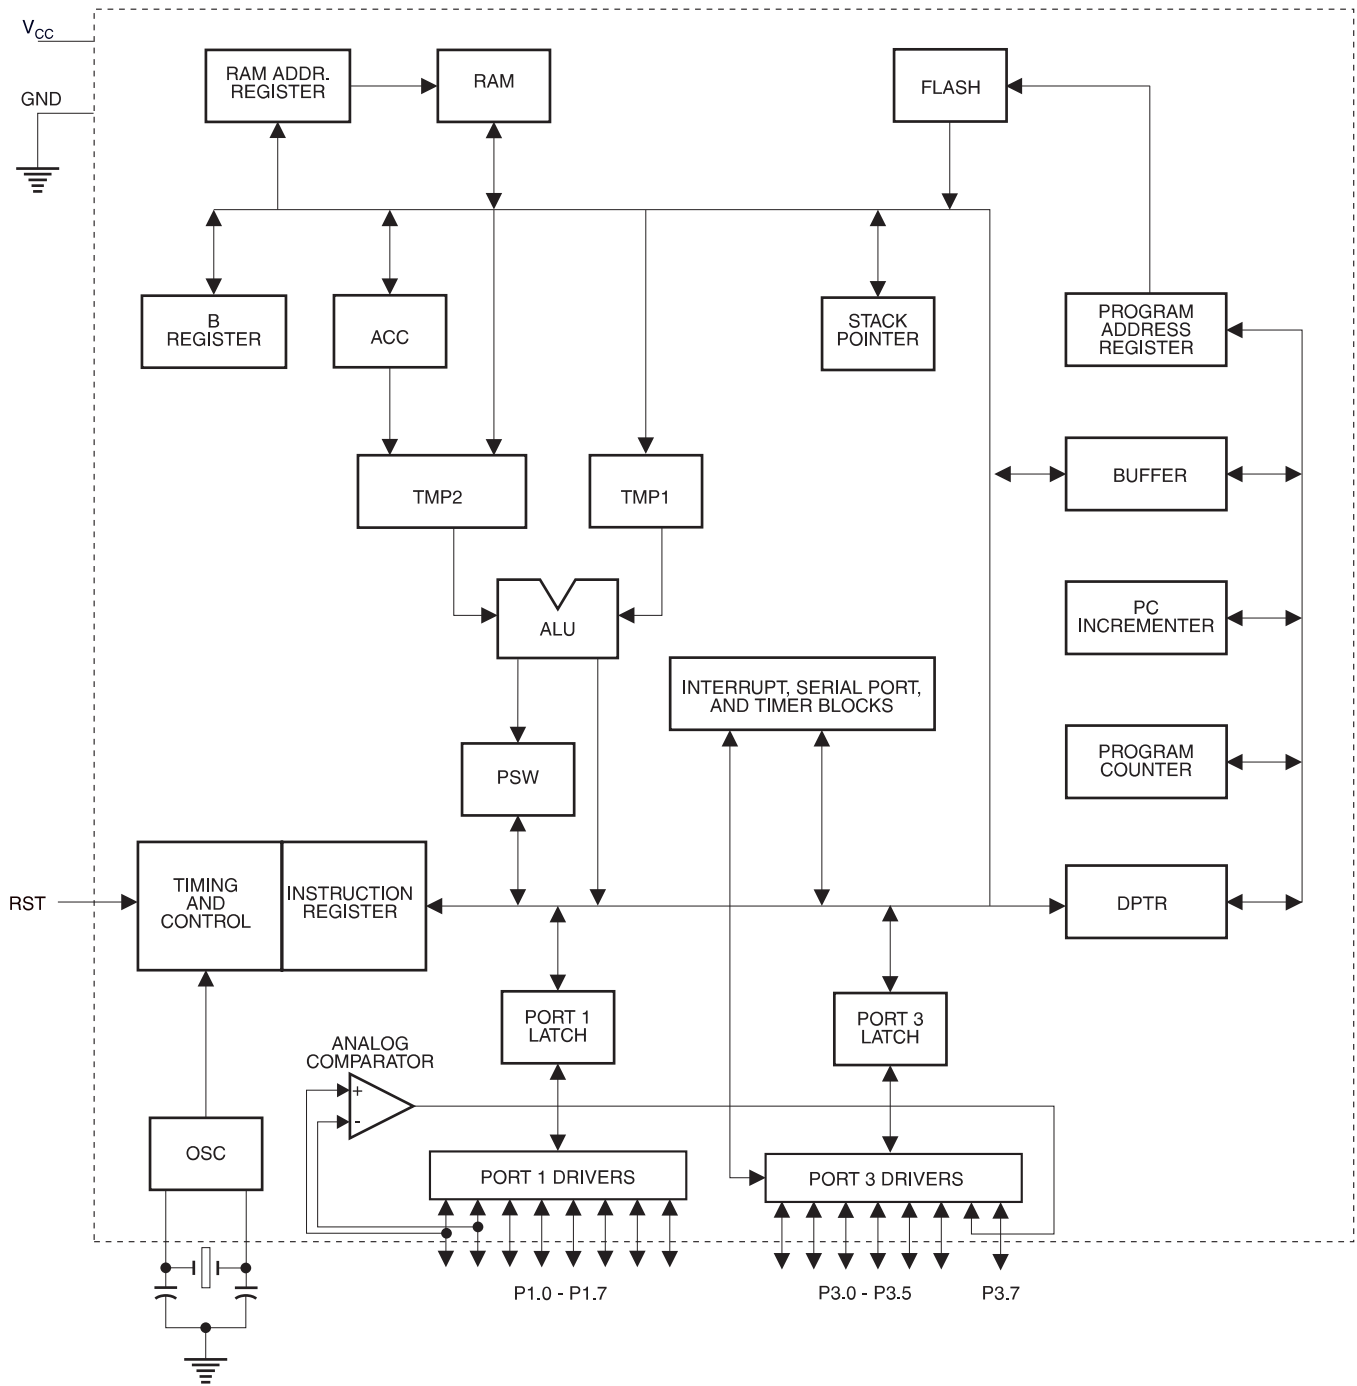 VCC
GND
RAM ADDR.
REGISTER
RAM
FLASH
B
REGISTER
ACC
STACK
POINTER
PROGRAM
ADDRESS
REGISTER
TMP2
TMP1
BUFFER
ALU
PC
INCREMENTER
INTERRUPT, SERIAL PORT,
AND TIMER BLOCKS
PSW
PROGRAM
COUNTER
RST
TIMING
AND
CONTROL
INSTRUCTION
REGISTER
DPTR
PORT 1
LATCH
PORT 3
LATCH
ANALOG
COMPARATOR
+
-
OSC
PORT 1 DRIVERS
PORT 3 DRIVERS
P1.0 - P1.7
P3.0 - P3.5
P3.7